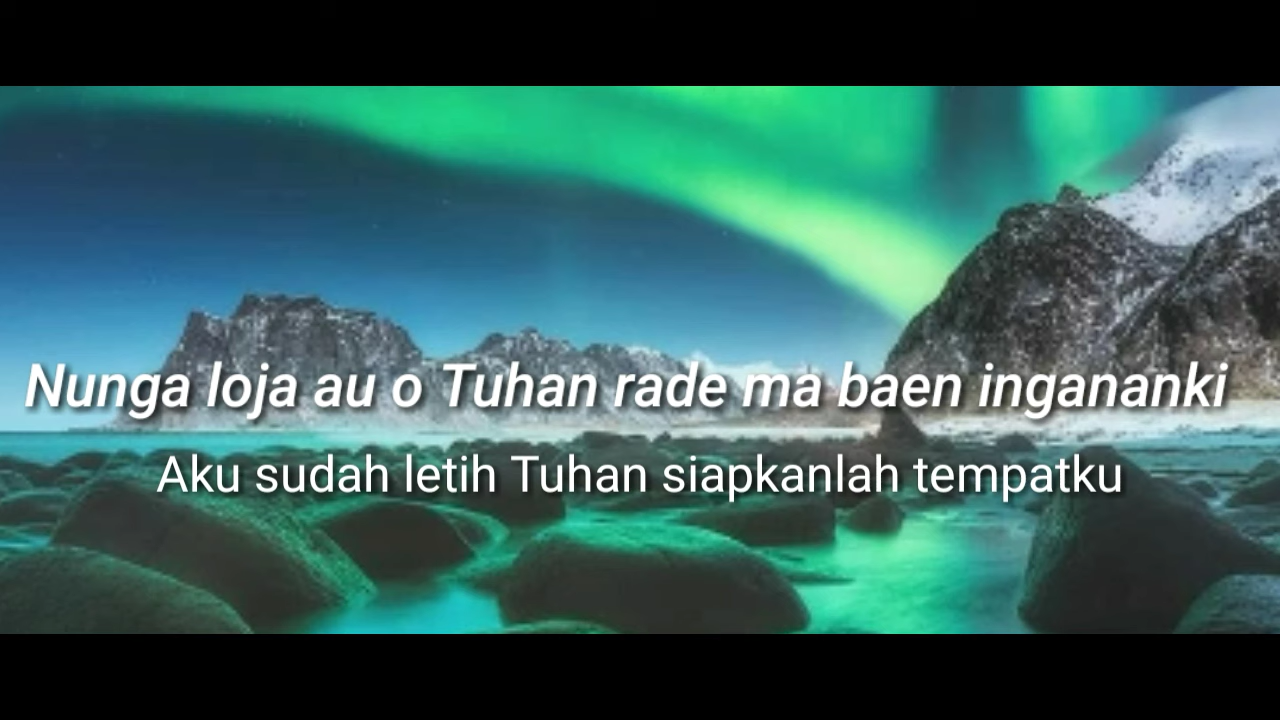 Nunga loja au o Tuhan rade ma baen ingananki
Aku sudah letih Tuhan siapkanlah tempatku